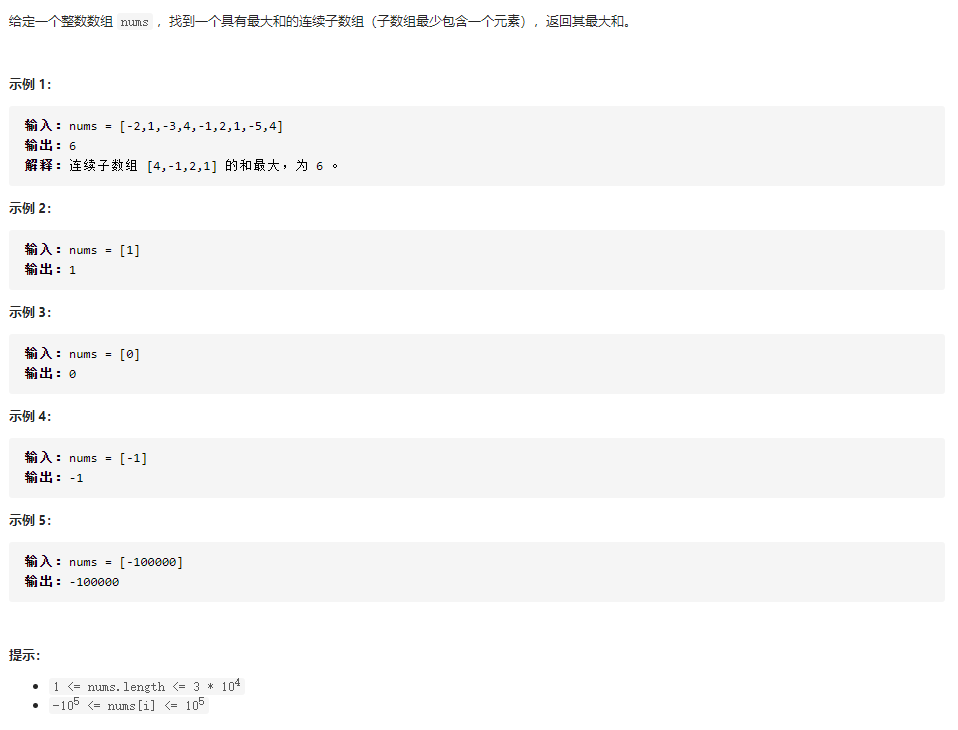 给定一个整数数组 nums ，找到一个具有最大和的连续子数组（子数组最少包含一个元素），返回其最大和。
示例 1：
输入：nums = [-2,1,-3,4,-1,2,1,-5,4]
输出：6
解释：连续子数组 [4,-1,2,1] 的和最大，为 6 。
示例 2：
输入：nums = [1]
输出：1
示例 3：
输入：nums = [0]
输出：0
示例 4：
输入：nums = [-1]
输出：-1
示例 5：
输入：nums = [-100000]
输出：-100000
提示：
• 1 <= nums.length <= 3 * 10⁴
• -10⁵ <= nums[i] <= 10⁵